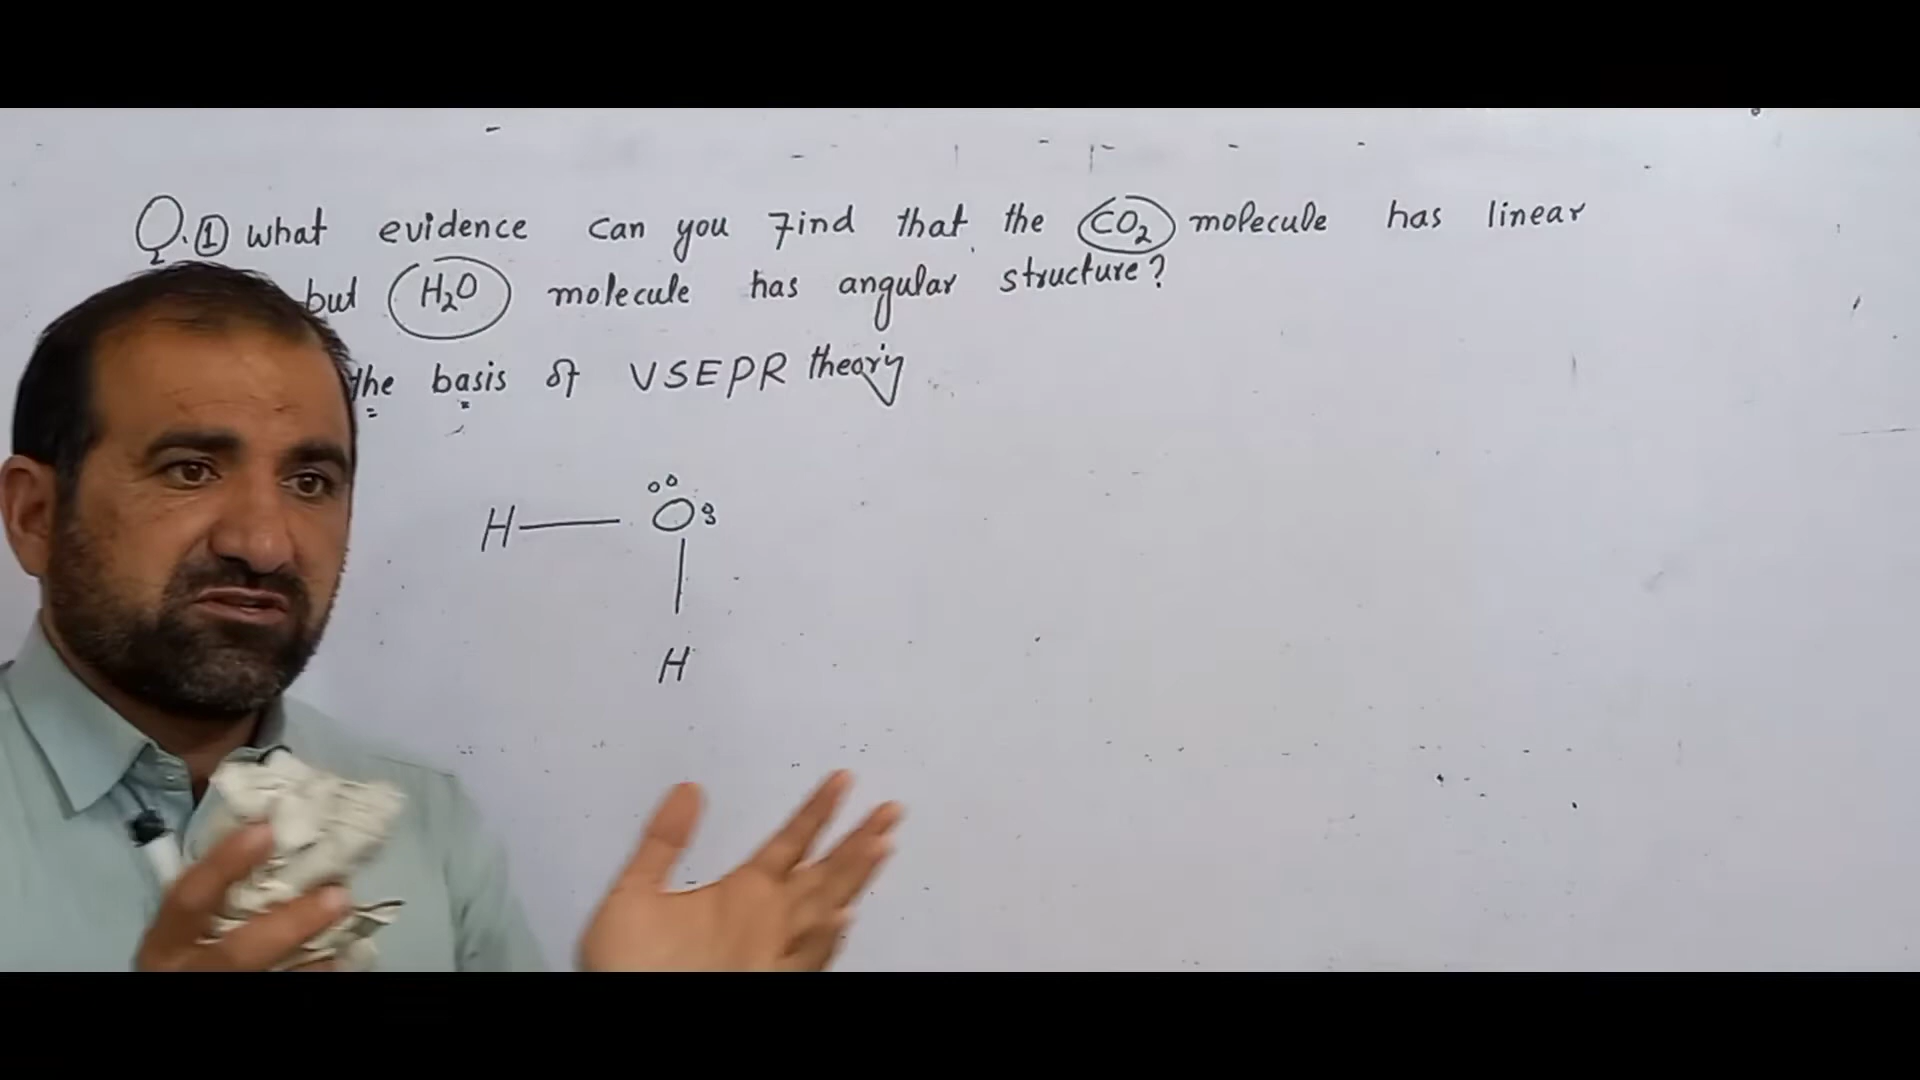 Q.① what evidence can you find that the CO₂ molecule has linear
but H₂O molecule has angular structure?
the basis of VSEPR theory
H — O
H